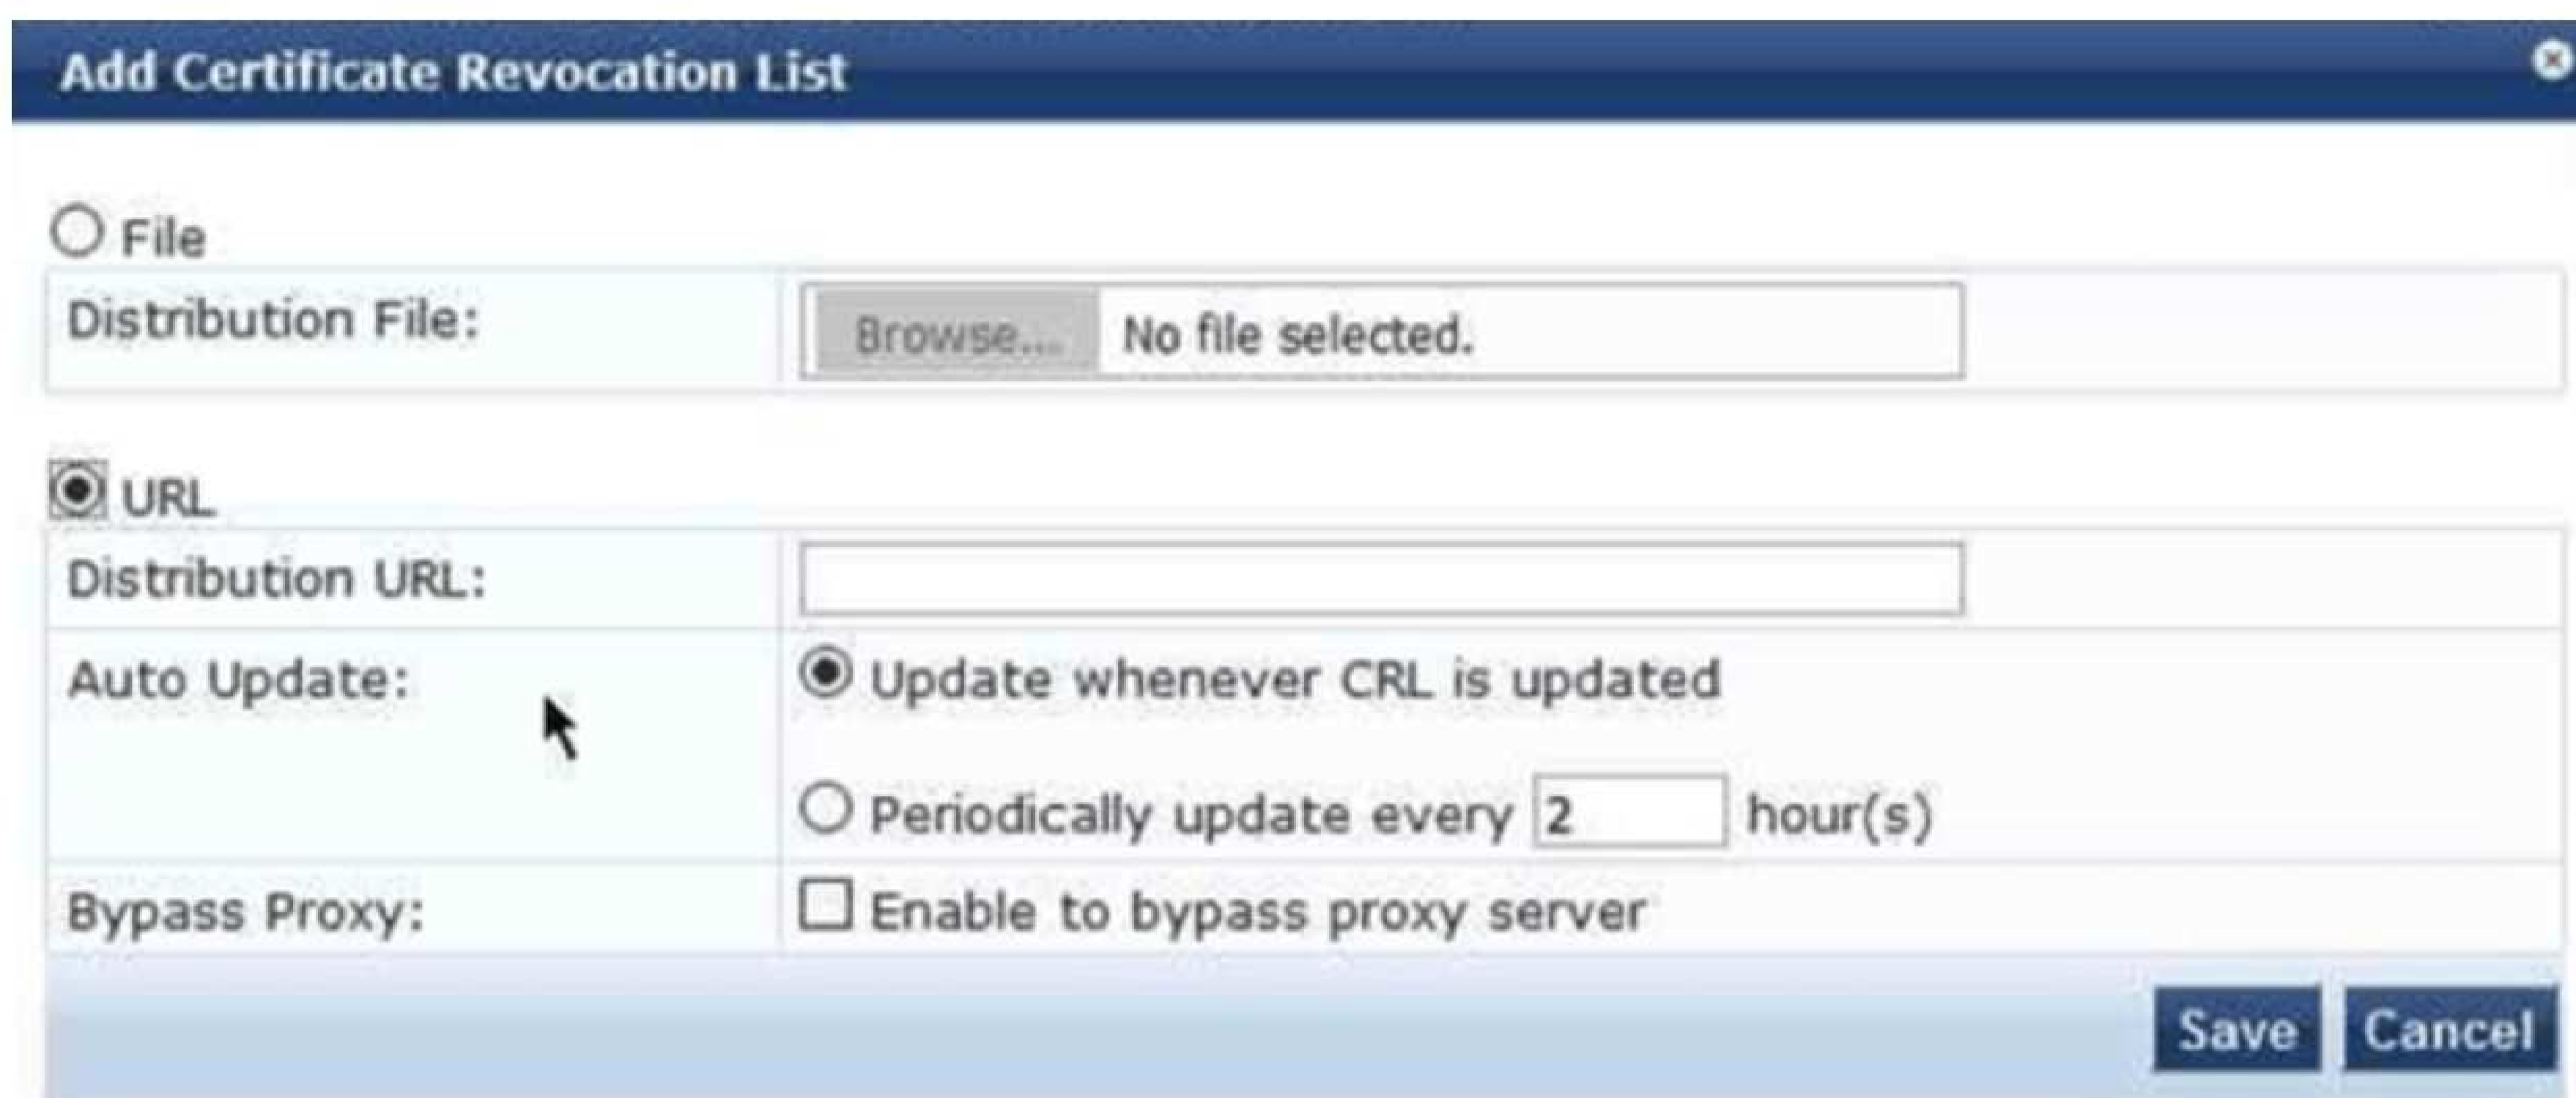 Add Certificate Revocation List
File
Distribution File: Browse... No file selected.
URL
Distribution URL:
Auto Update: Update whenever CRL is updated
Periodically update every 2 hour(s)
Bypass Proxy: Enable to bypass proxy server
Save Cancel